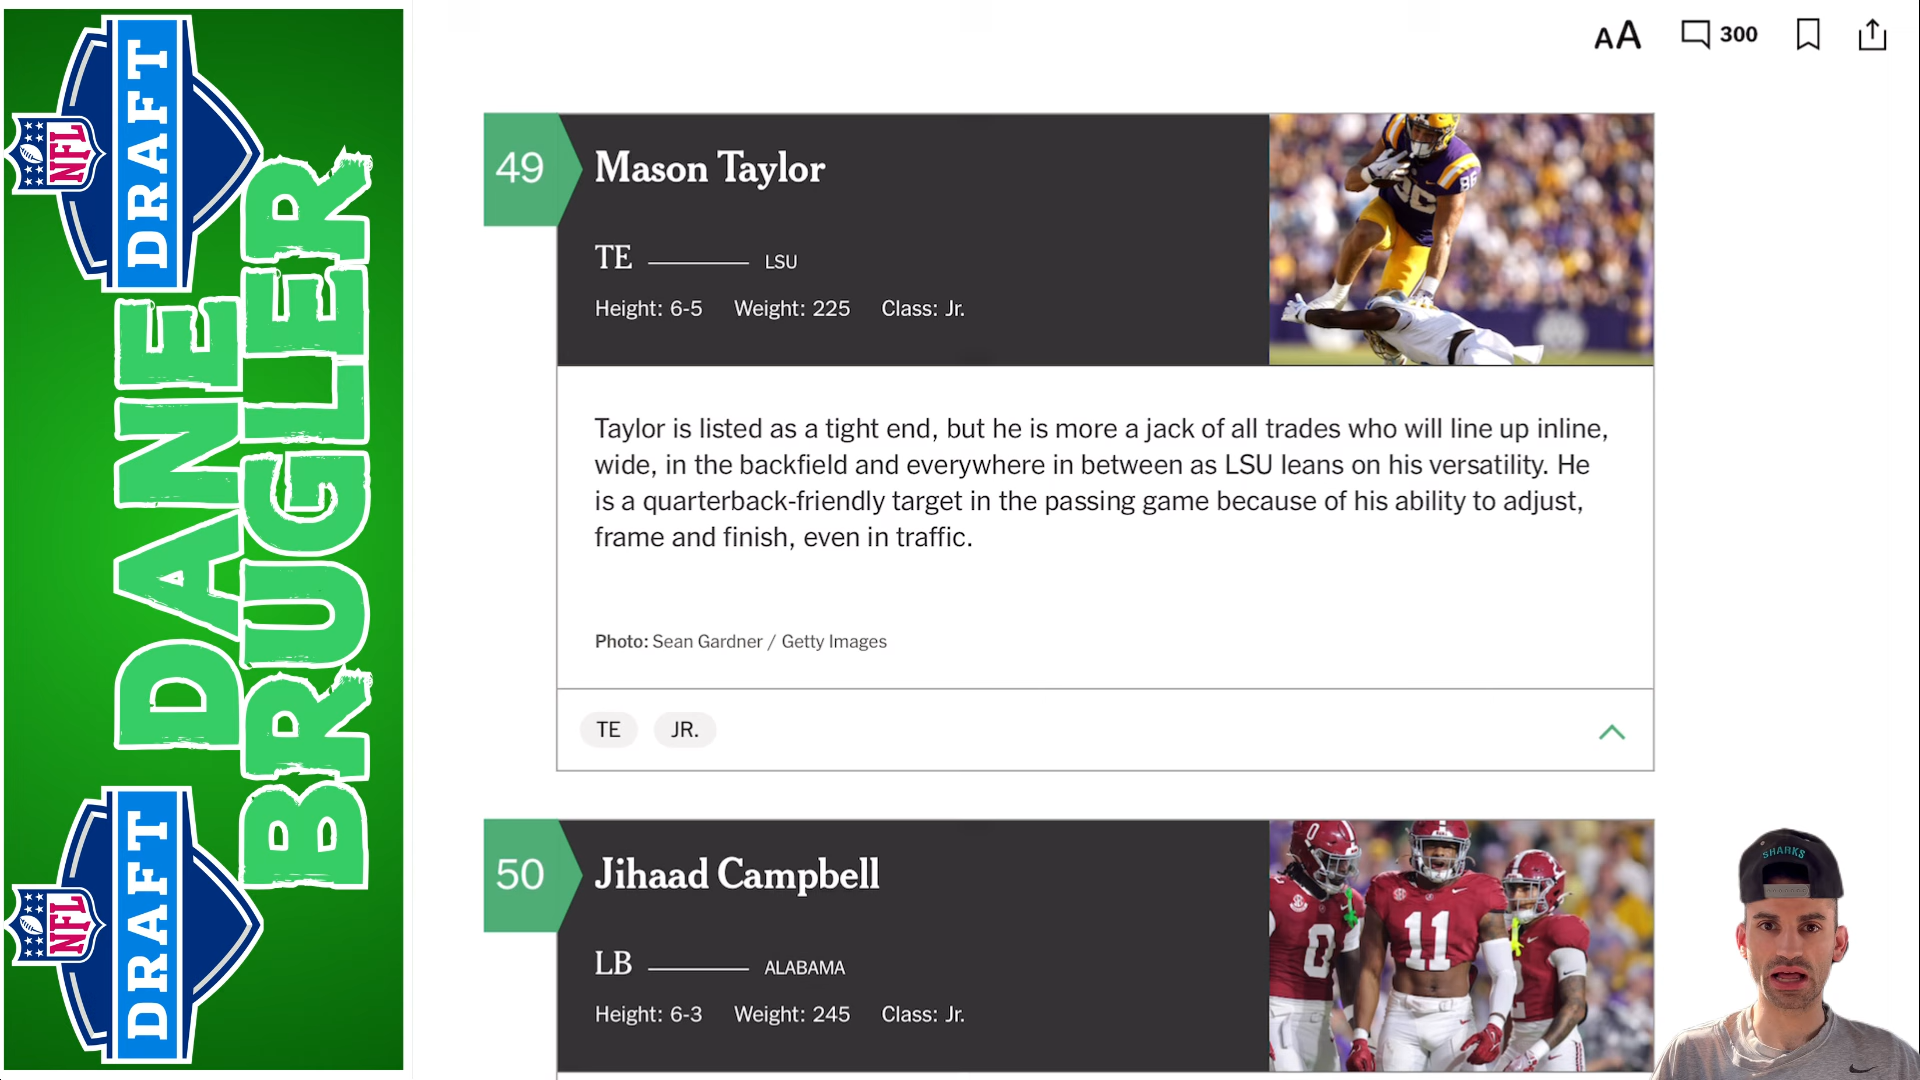 NFL
DRAFT
DANE
BRUGLER
NFL
DRAFT
AA
300
49
Mason Taylor
TE
LSU
Height: 6-5 Weight: 225 Class: Jr.
86
Taylor is listed as a tight end, but he is more a jack of all trades who will line up inline,
wide, in the backfield and everywhere in between as LSU leans on his versatility. He
is a quarterback-friendly target in the passing game because of his ability to adjust,
frame and finish, even in traffic.
Photo: Sean Gardner / Getty Images
TE JR.
50
Jihaad Campbell
LB
ALABAMA
Height: 6-3 Weight: 245 Class: Jr.
0
11
SHARKS